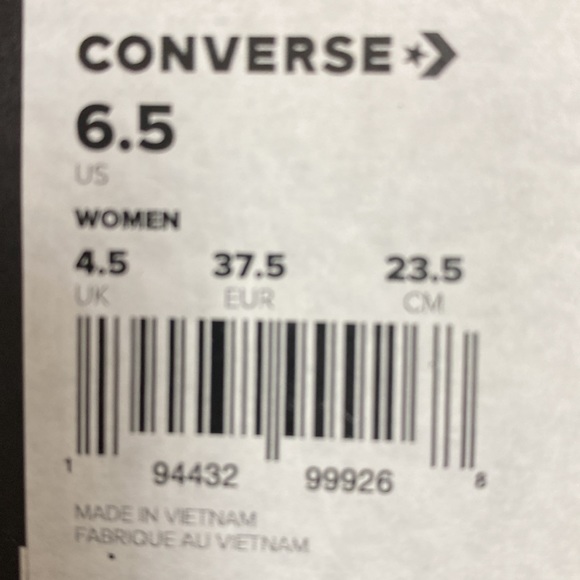 CONVERSE
6.5
US
WOMEN
4.5 37.5 23.5
UK EUR CM
1 94432 99926 8
MADE IN VIETNAM
FABRIQUE AU VIETNAM